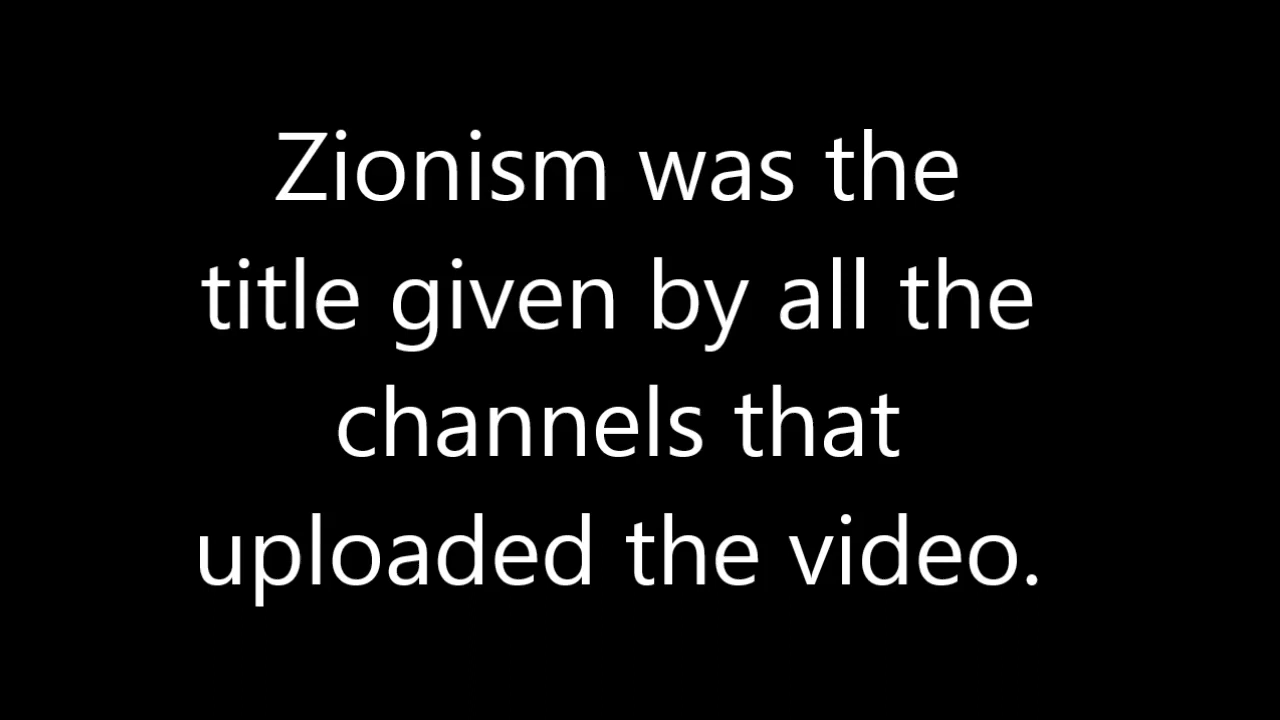 Zionism was the
title given by all the
channels that
uploaded the video.